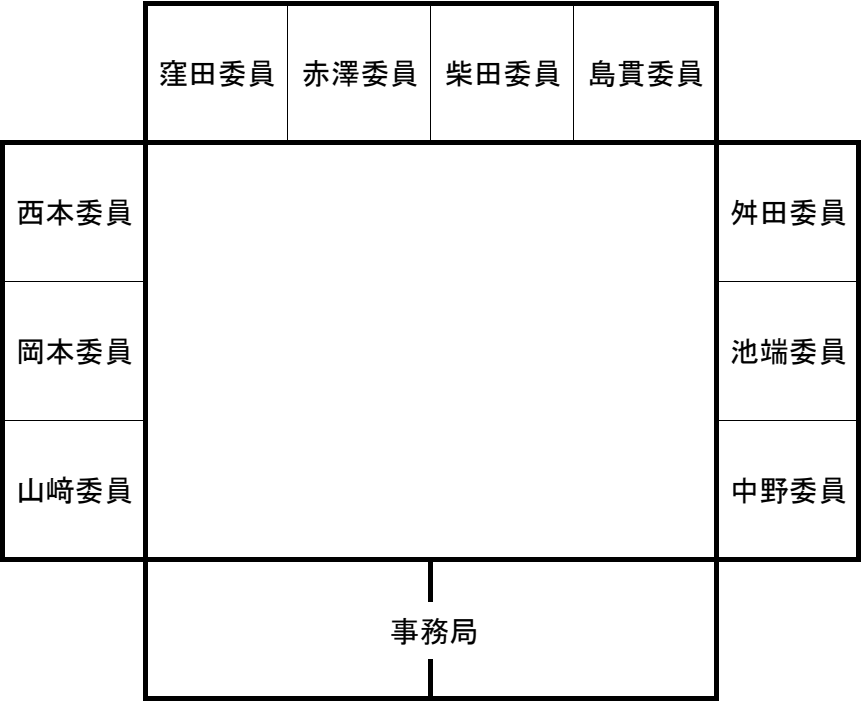 窪田委員 赤澤委員 柴田委員 島貫委員
西本委員 舛田委員
岡本委員 池端委員
山﨑委員 中野委員
事務局